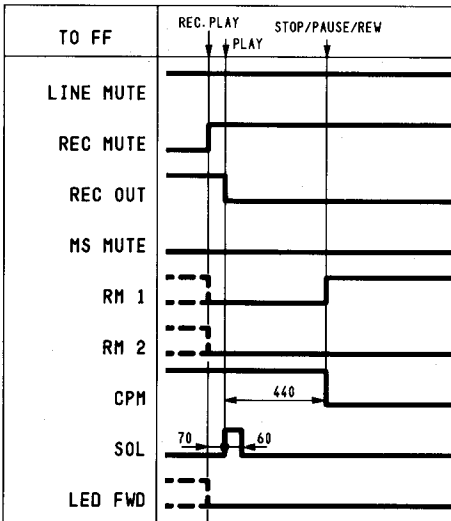 REC.PLAY
STOP/PAUSE/REW
TO FF
PLAY
LINE MUTE
REC MUTE
REC OUT
MS MUTE
RM 1
RM 2
CPM
440
SOL
70
60
LED FWD